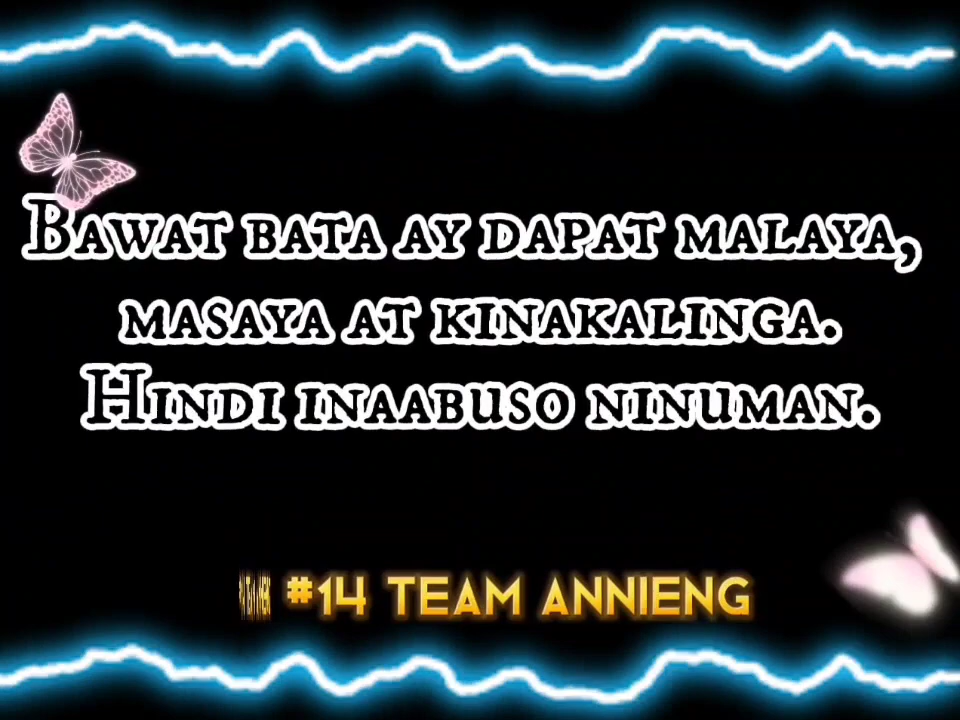 Bawat bata ay dapat malaya,
masaya at kinakalinga.
Hindi inaabuso ninuman.
#14 TEAM ANNIENG